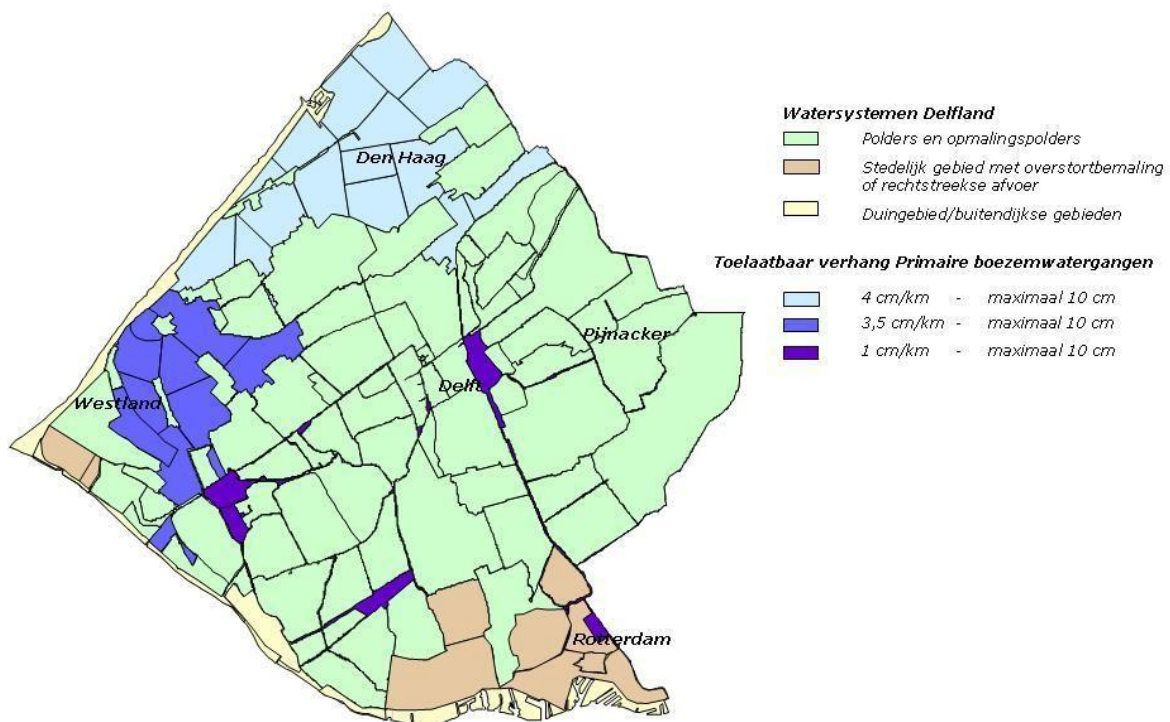 Den Haag
Pijnacker
Delft
Westland
Rotterdam
Watersystemen Delfland
Polders en opmalingspolders
Stedelijk gebied met overstortbemaling
of rechtstreekse afvoer
Duingebied/buitendijkse gebieden
Toelaatbaar verhang Primaire boezemwatergangen
4 cm/km - maximaal 10 cm
3,5 cm/km - maximaal 10 cm
1 cm/km - maximaal 10 cm